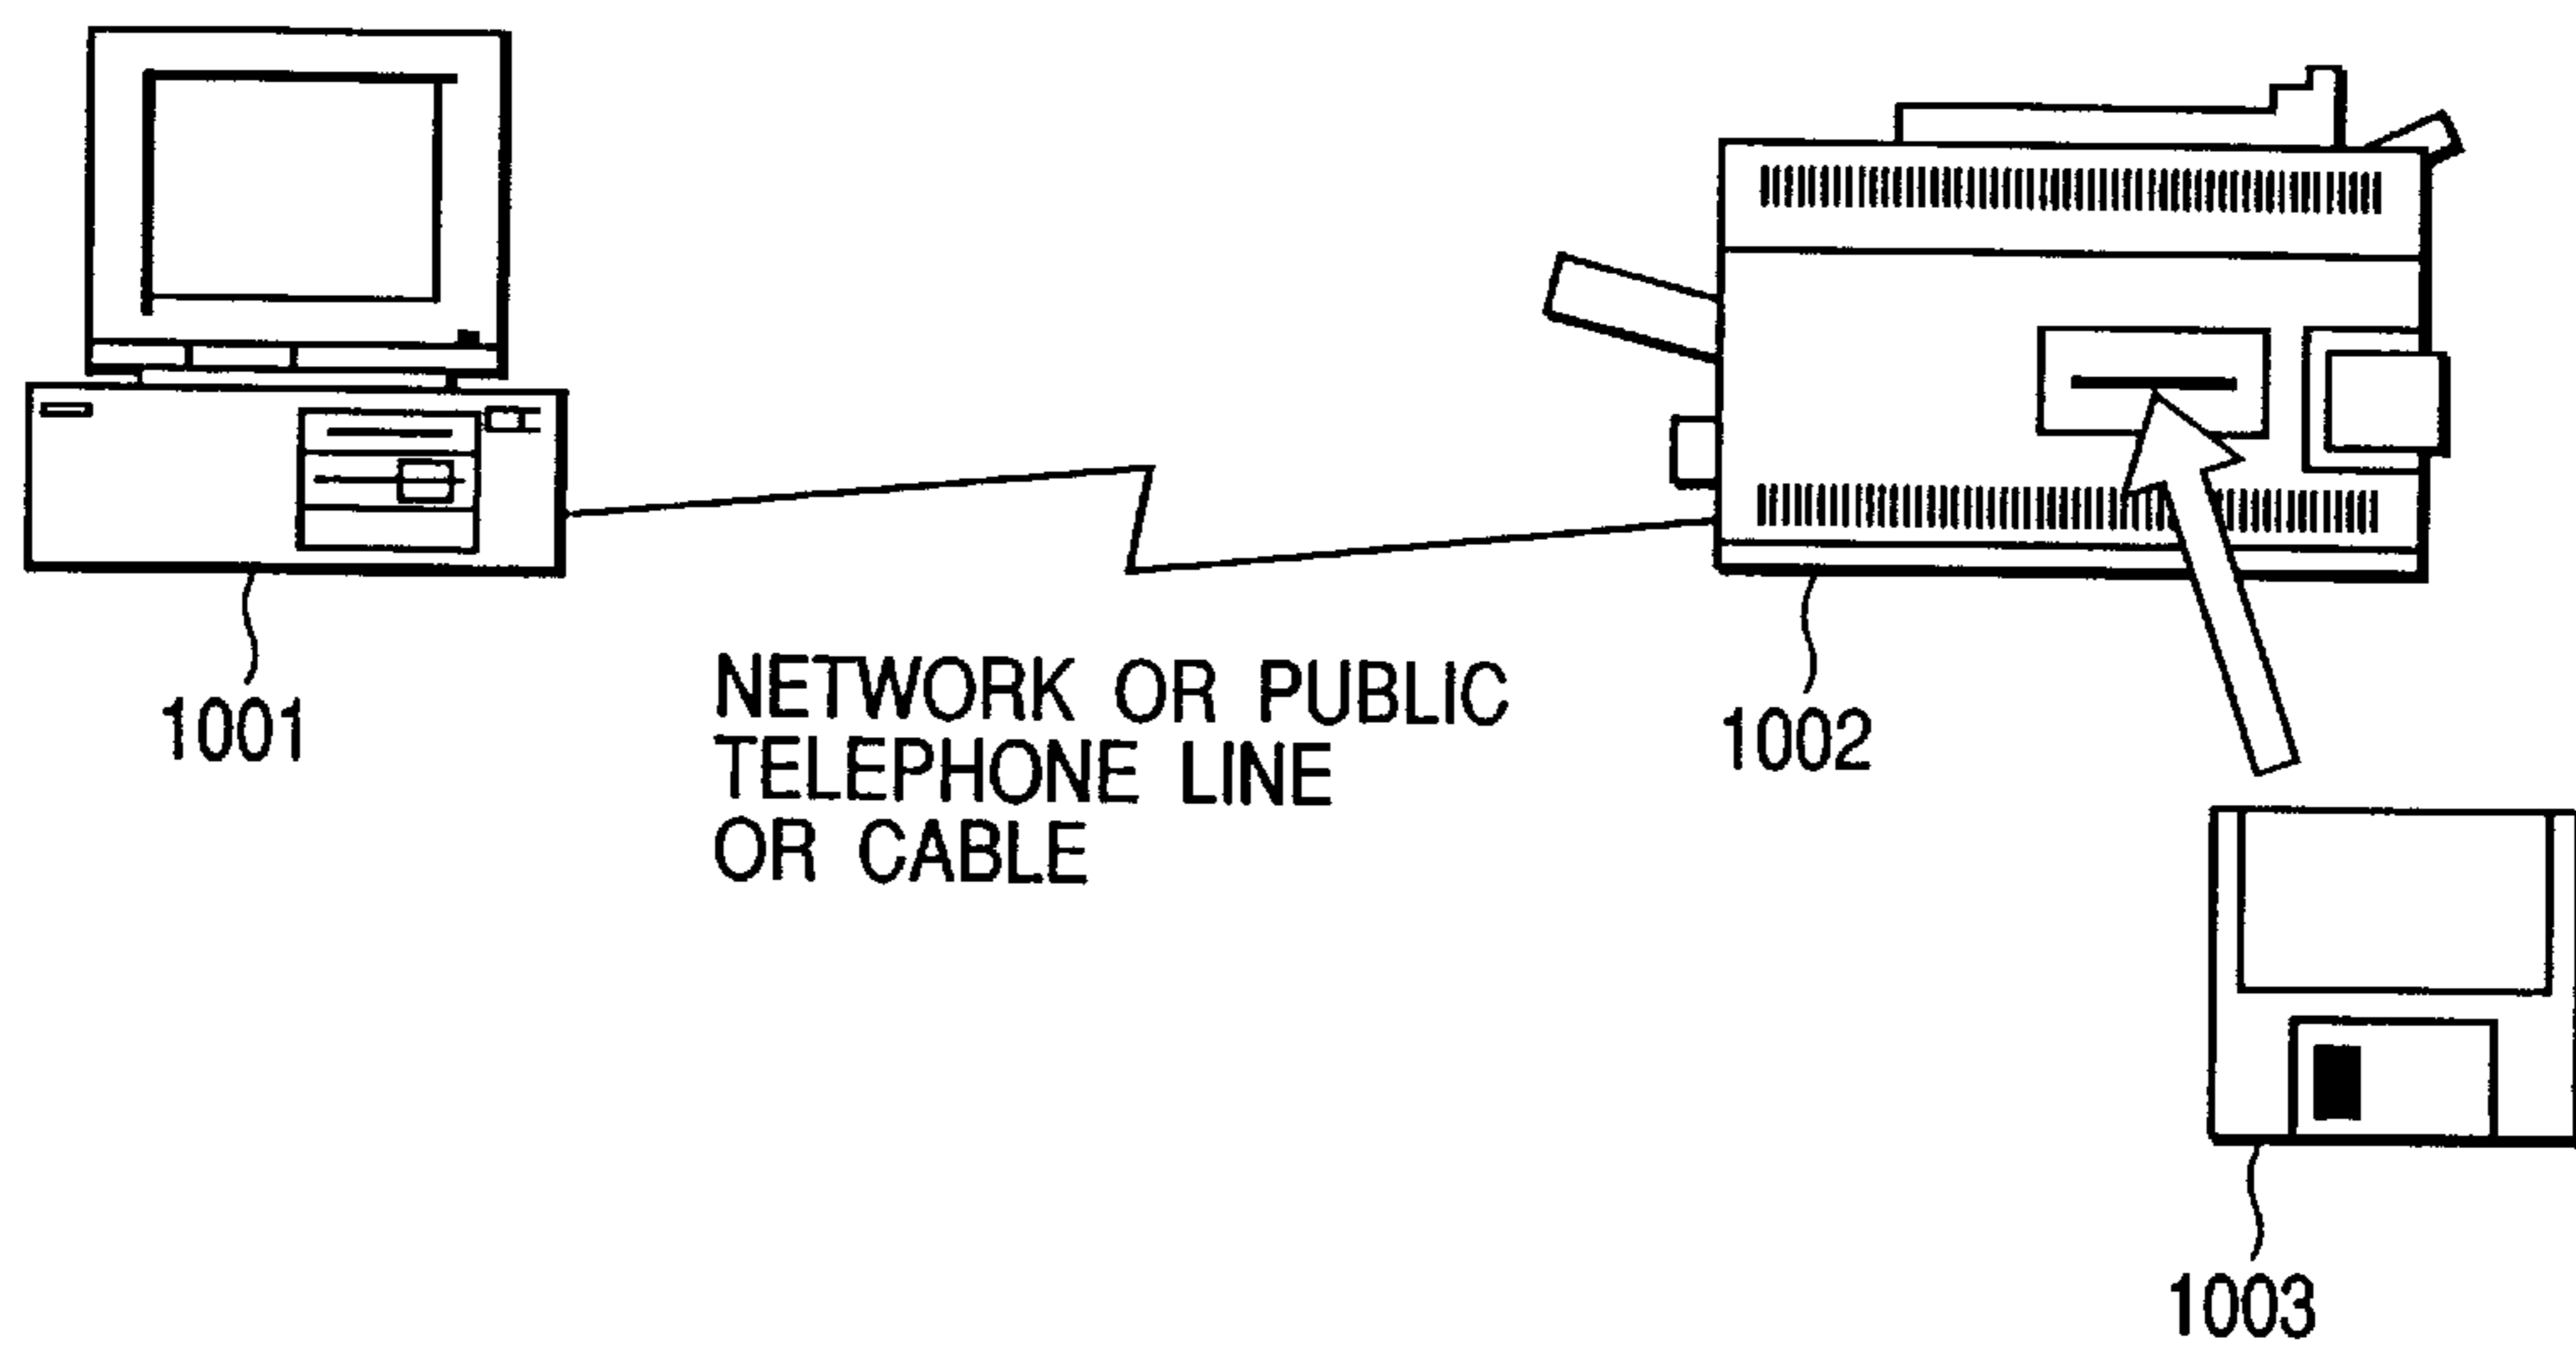 1001
NETWORK OR PUBLIC
TELEPHONE LINE
OR CABLE
1002
1003